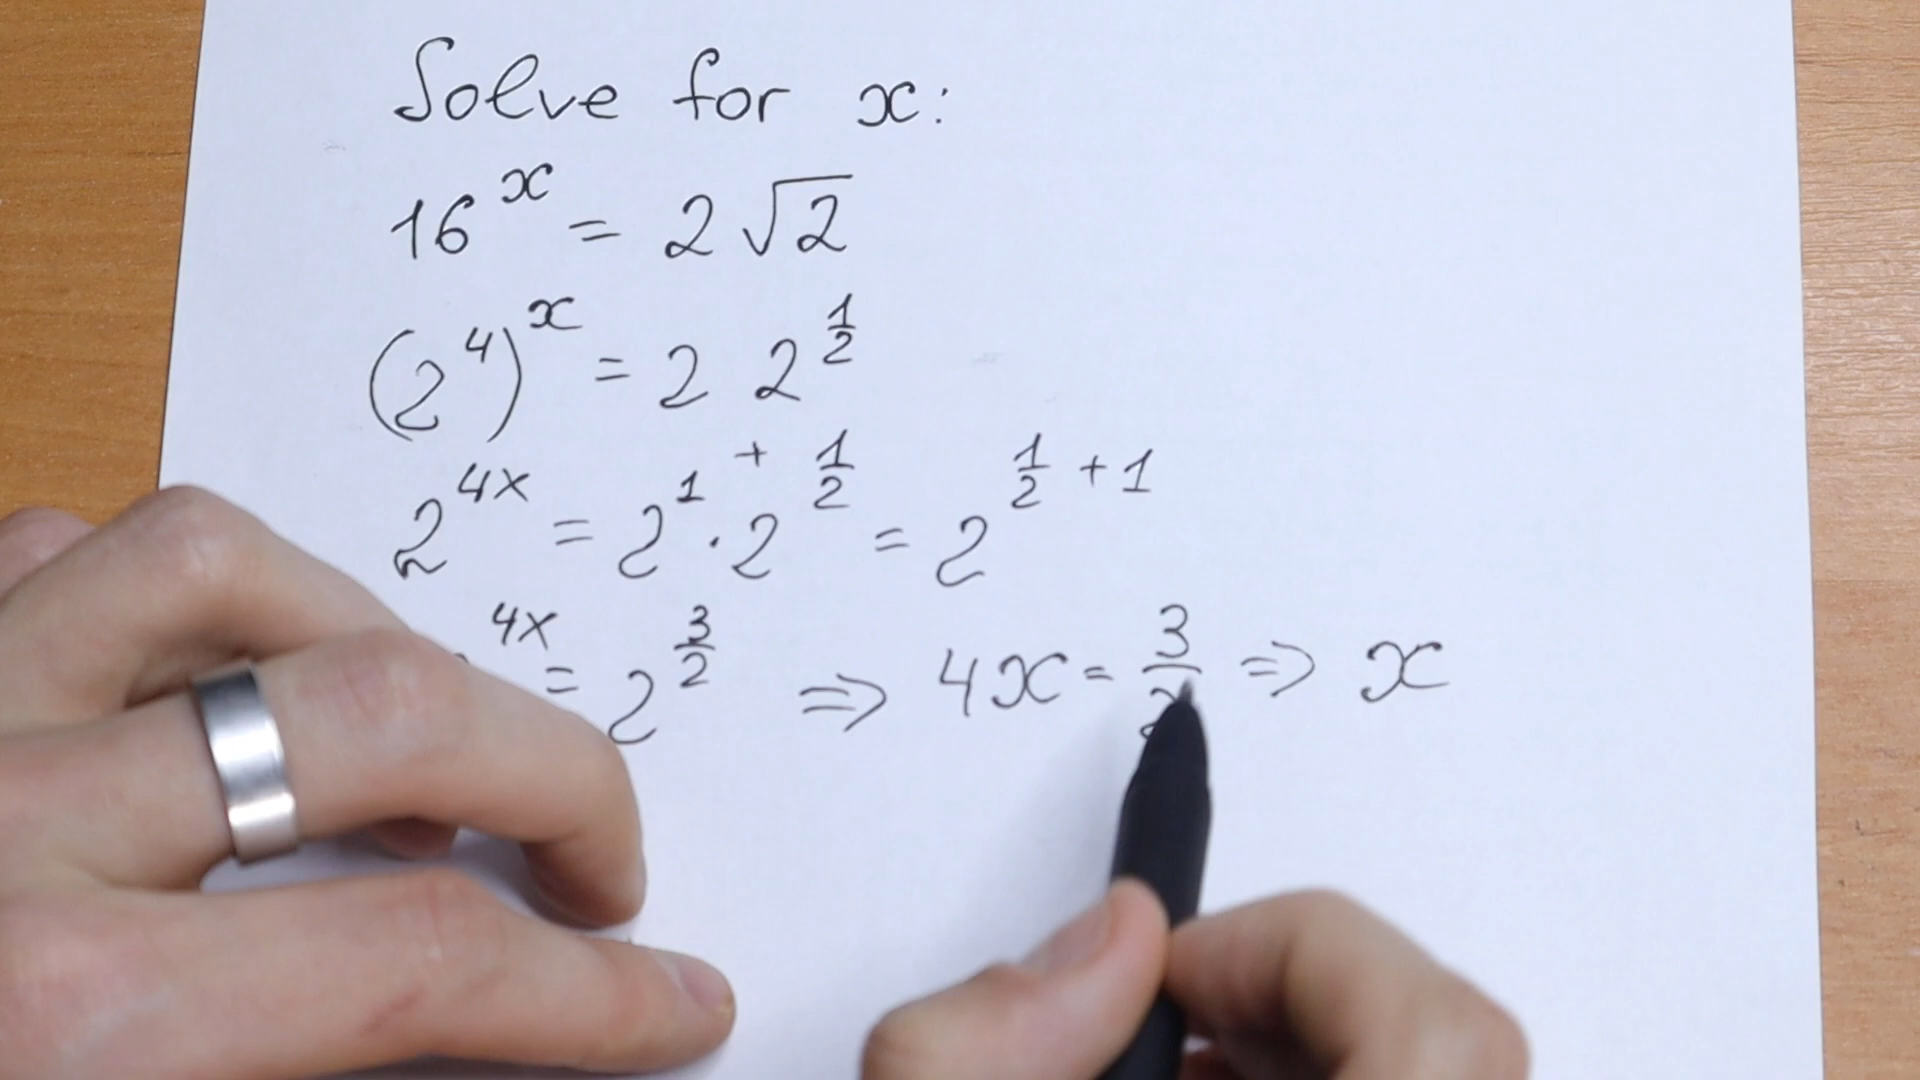 Solve for x:
16^x = 2√2
(2^4)^x = 2 2^(1/2)
2^(4x) = 2^1 · 2^(+ 1/2) = 2^(1/2 + 1)
^(4x) = 2^(3/2) ⇒ 4x = 3/2 ⇒ x